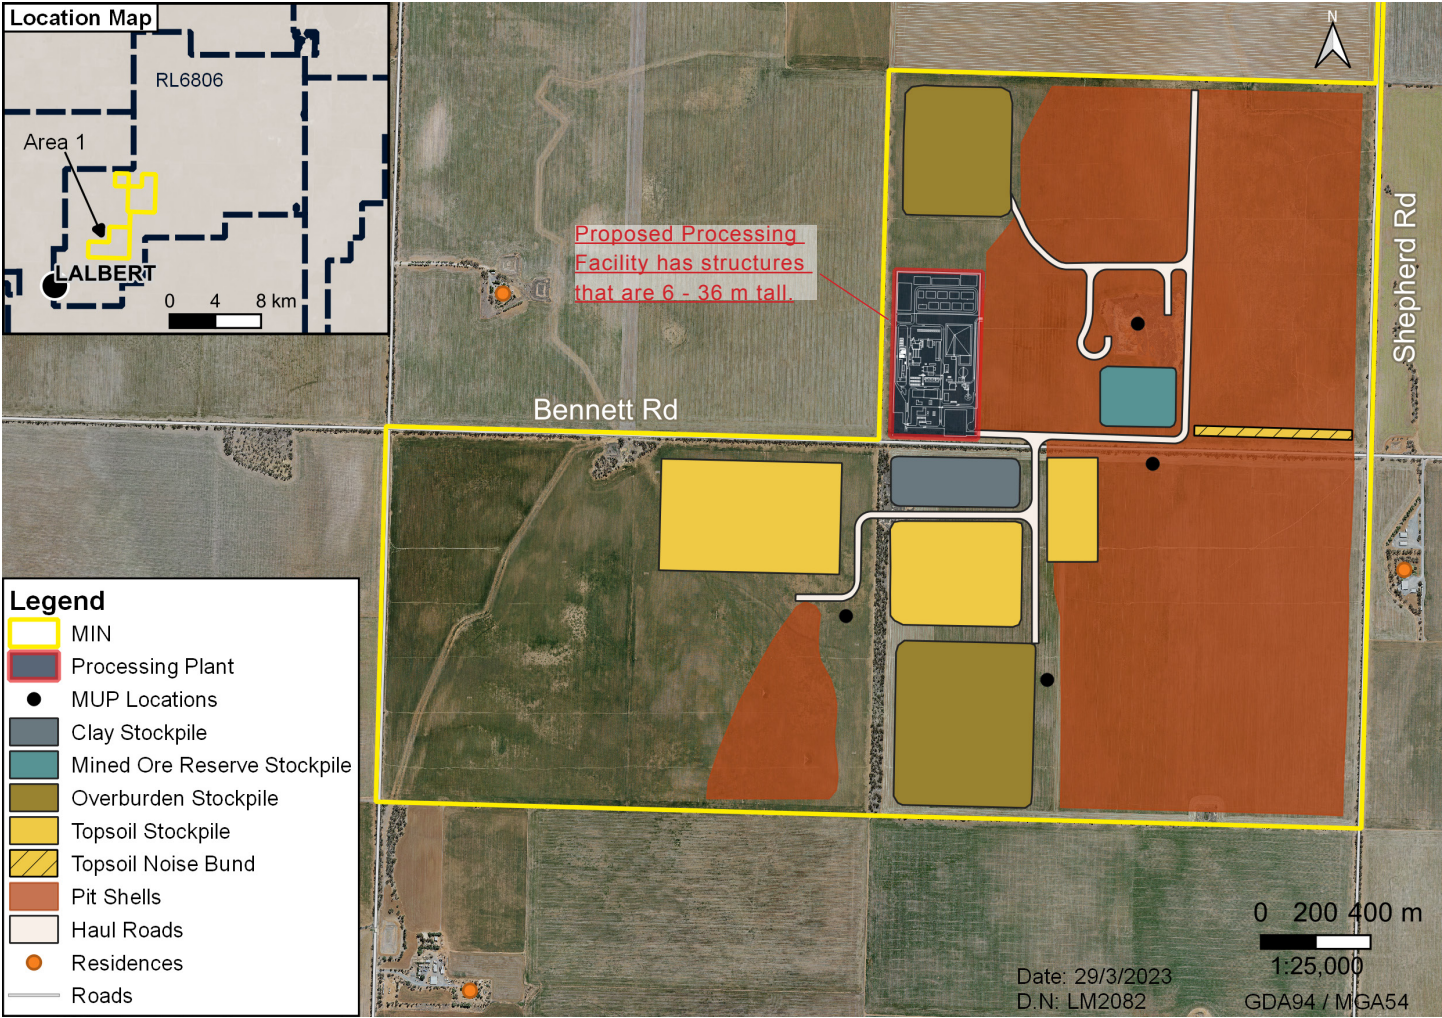 Location Map
RL6806
Area 1
LALBERT
0 4 8 km
N
Proposed Processing
Facility has structures
that are 6 - 36 m tall.
Shepherd Rd
Bennett Rd
Legend
MIN
Processing Plant
MUP Locations
Clay Stockpile
Mined Ore Reserve Stockpile
Overburden Stockpile
Topsoil Stockpile
Topsoil Noise Bund
Pit Shells
Haul Roads
Residences
Roads
0 200 400 m
1:25,000
Date: 29/3/2023
D.N: LM2082
GDA94 / MGA54